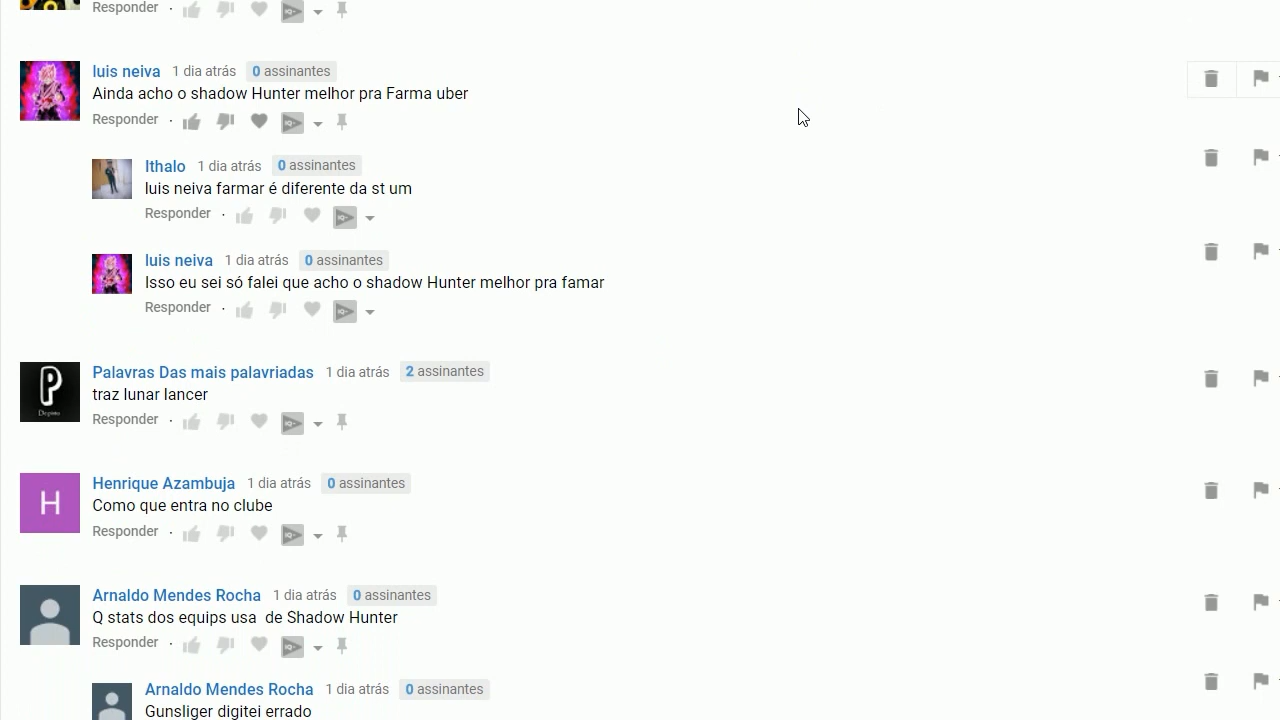 Responder ·
luis neiva 1 dia atrás 0 assinantes
Ainda acho o shadow Hunter melhor pra Farma uber
Responder ·
Ithalo 1 dia atrás 0 assinantes
luis neiva farmar é diferente da st um
Responder ·
luis neiva 1 dia atrás 0 assinantes
Isso eu sei só falei que acho o shadow Hunter melhor pra famar
Responder ·
P
Palavras Das mais palavriadas 1 dia atrás 2 assinantes
traz lunar lancer
Responder ·
H
Henrique Azambuja 1 dia atrás 0 assinantes
Como que entra no clube
Responder ·
Arnaldo Mendes Rocha 1 dia atrás 0 assinantes
Q stats dos equips usa  de Shadow Hunter
Responder ·
Arnaldo Mendes Rocha 1 dia atrás 0 assinantes
Gunsliger digitei errado